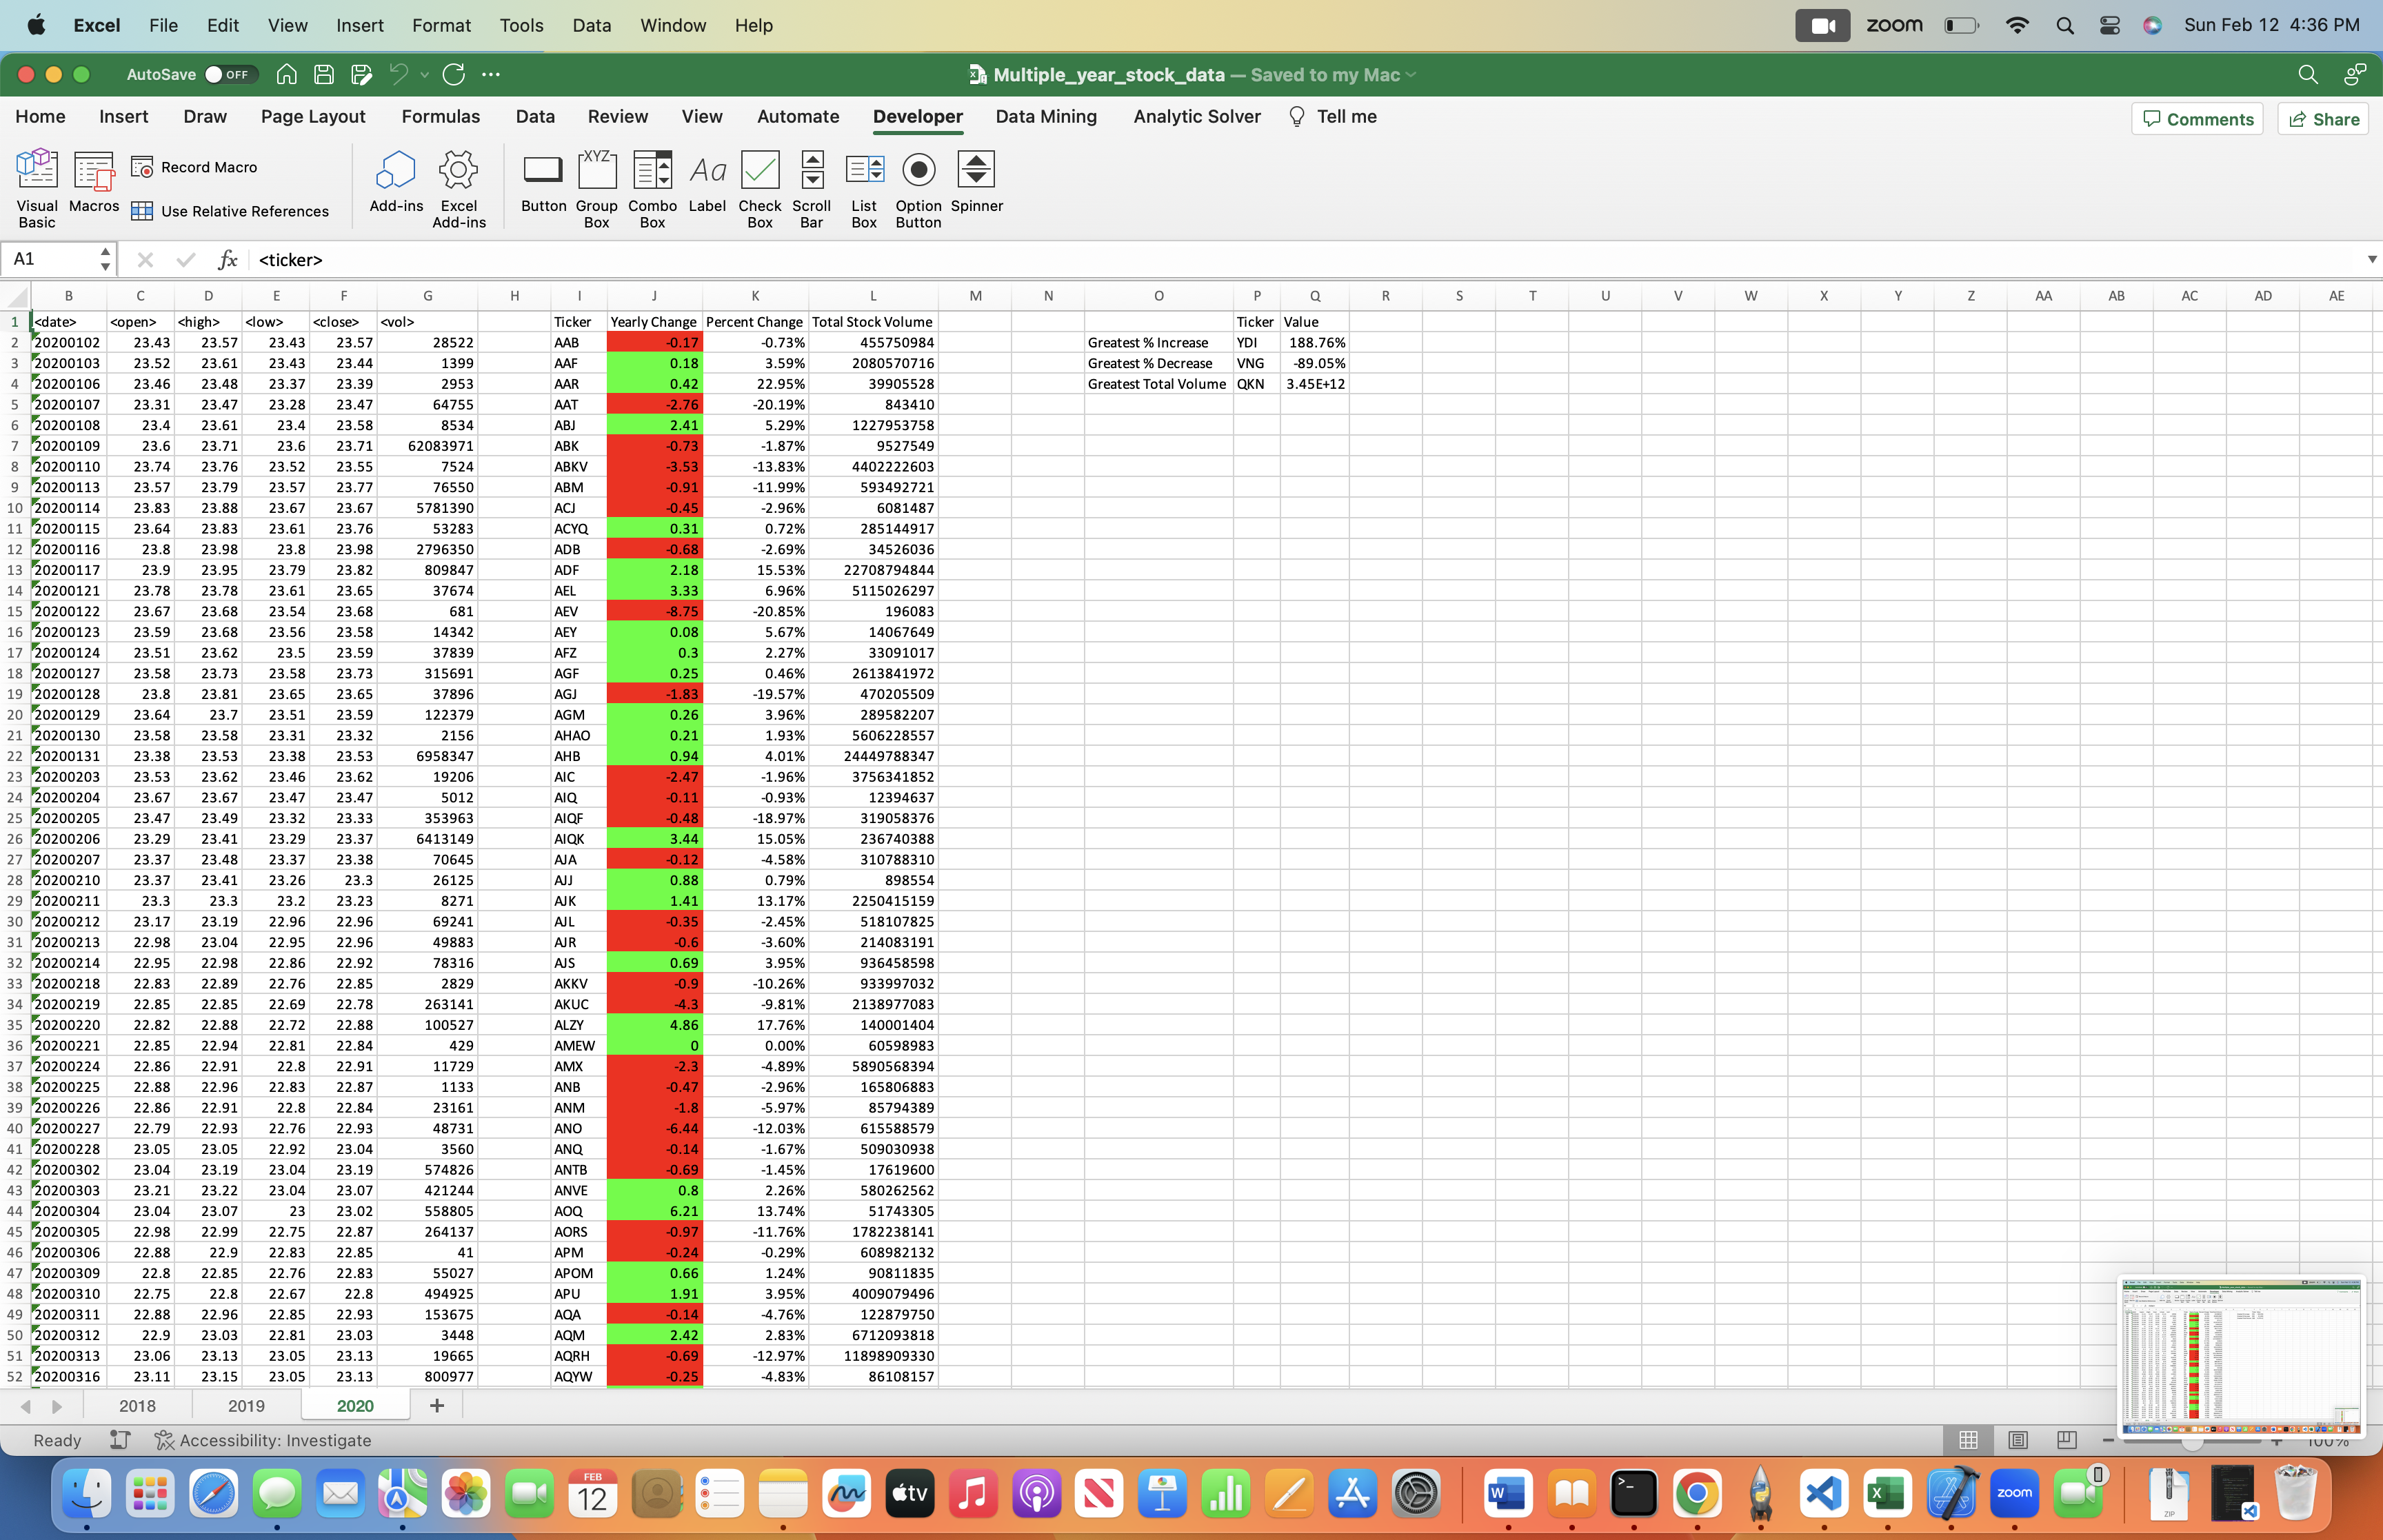 Excel File Edit View Insert Format Tools Data Window Help zoom Sun Feb 12 4:36 PM
AutoSave OFF Multiple_year_stock_data — Saved to my Mac
Home Insert Draw Page Layout Formulas Data Review View Automate Developer Data Mining Analytic Solver Tell me Comments Share
Visual Basic Macros Record Macro Use Relative References Add-ins Excel Add-ins Button XYZ Group Box Combo Box Aa Label Check Box Scroll Bar List Box Option Button Spinner
A1 fx <ticker>
B C D E F G H I J K L M N O P Q R S T U V W X Y Z AA AB AC AD AE
1 <date> <open> <high> <low> <close> <vol> Ticker Yearly Change Percent Change Total Stock Volume Ticker Value
2 20200102 23.43 23.57 23.43 23.57 28522 AAB -0.17 -0.73% 455750984 Greatest % Increase YDI 188.76%
3 20200103 23.52 23.61 23.43 23.44 1399 AAF 0.18 3.59% 2080570716 Greatest % Decrease VNG -89.05%
4 20200106 23.46 23.48 23.37 23.39 2953 AAR 0.42 22.95% 39905528 Greatest Total Volume QKN 3.45E+12
5 20200107 23.31 23.47 23.28 23.47 64755 AAT -2.76 -20.19% 843410
6 20200108 23.4 23.61 23.4 23.58 8534 ABJ 2.41 5.29% 1227953758
7 20200109 23.6 23.71 23.6 23.71 62083971 ABK -0.73 -1.87% 9527549
8 20200110 23.74 23.76 23.52 23.55 7524 ABKV -3.53 -13.83% 4402222603
9 20200113 23.57 23.79 23.57 23.77 76550 ABM -0.91 -11.99% 593492721
10 20200114 23.83 23.88 23.67 23.67 5781390 ACJ -0.45 -2.96% 6081487
11 20200115 23.64 23.83 23.61 23.76 53283 ACYQ 0.31 0.72% 285144917
12 20200116 23.8 23.98 23.8 23.98 2796350 ADB -0.68 -2.69% 34526036
13 20200117 23.9 23.95 23.79 23.82 809847 ADF 2.18 15.53% 22708794844
14 20200121 23.78 23.78 23.61 23.65 37674 AEL 3.33 6.96% 5115026297
15 20200122 23.67 23.68 23.54 23.68 681 AEV -8.75 -20.85% 196083
16 20200123 23.59 23.68 23.56 23.58 14342 AEY 0.08 5.67% 14067649
17 20200124 23.51 23.62 23.5 23.59 37839 AFZ 0.3 2.27% 33091017
18 20200127 23.58 23.73 23.58 23.73 315691 AGF 0.25 0.46% 2613841972
19 20200128 23.8 23.81 23.65 23.65 37896 AGJ -1.83 -19.57% 470205509
20 20200129 23.64 23.7 23.51 23.59 122379 AGM 0.26 3.96% 289582207
21 20200130 23.58 23.58 23.31 23.32 2156 AHAO 0.21 1.93% 5606228557
22 20200131 23.38 23.53 23.38 23.53 6958347 AHB 0.94 4.01% 24449788347
23 20200203 23.53 23.62 23.46 23.62 19206 AIC -2.47 -1.96% 3756341852
24 20200204 23.67 23.67 23.47 23.47 5012 AIQ -0.11 -0.93% 12394637
25 20200205 23.47 23.49 23.32 23.33 353963 AIQF -0.48 -18.97% 319058376
26 20200206 23.29 23.41 23.29 23.37 6413149 AIQK 3.44 15.05% 236740388
27 20200207 23.37 23.48 23.37 23.38 70645 AJA -0.12 -4.58% 310788310
28 20200210 23.37 23.41 23.26 23.3 26125 AJJ 0.88 0.79% 898554
29 20200211 23.3 23.3 23.2 23.23 8271 AJK 1.41 13.17% 2250415159
30 20200212 23.17 23.19 22.96 22.96 69241 AJL -0.35 -2.45% 518107825
31 20200213 22.98 23.04 22.95 22.96 49883 AJR -0.6 -3.60% 214083191
32 20200214 22.95 22.98 22.86 22.92 78316 AJS 0.69 3.95% 936458598
33 20200218 22.83 22.89 22.76 22.85 2829 AKKV -0.9 -10.26% 933997032
34 20200219 22.85 22.85 22.69 22.78 263141 AKUC -4.3 -9.81% 2138977083
35 20200220 22.82 22.88 22.72 22.88 100527 ALZY 4.86 17.76% 140001404
36 20200221 22.85 22.94 22.81 22.84 429 AMEW 0 0.00% 60598983
37 20200224 22.86 22.91 22.8 22.91 11729 AMX -2.3 -4.89% 5890568394
38 20200225 22.88 22.96 22.83 22.87 1133 ANB -0.47 -2.96% 165806883
39 20200226 22.86 22.91 22.8 22.84 23161 ANM -1.8 -5.97% 85794389
40 20200227 22.79 22.93 22.76 22.93 48731 ANO -6.44 -12.03% 615588579
41 20200228 23.05 23.05 22.92 23.04 3560 ANQ -0.14 -1.67% 509030938
42 20200302 23.04 23.19 23.04 23.19 574826 ANTB -0.69 -1.45% 17619600
43 20200303 23.21 23.22 23.04 23.07 421244 ANVE 0.8 2.26% 580262562
44 20200304 23.04 23.07 23 23.02 558805 AOQ 6.21 13.74% 51743305
45 20200305 22.98 22.99 22.75 22.87 264137 AORS -0.97 -11.76% 1782238141
46 20200306 22.88 22.9 22.83 22.85 41 APM -0.24 -0.29% 608982132
47 20200309 22.8 22.85 22.76 22.83 55027 APOM 0.66 1.24% 90811835
48 20200310 22.75 22.8 22.67 22.8 494925 APU 1.91 3.95% 4009079496
49 20200311 22.88 22.96 22.85 22.93 153675 AQA -0.14 -4.76% 122879750
50 20200312 22.9 23.03 22.81 23.03 3448 AQM 2.42 2.83% 6712093818
51 20200313 23.06 23.13 23.05 23.13 19665 AQRH -0.69 -12.97% 11898909330
52 20200316 23.11 23.15 23.05 23.13 800977 AQYW -0.25 -4.83% 86108157
2018 2019 2020 +
Ready Accessibility: Investigate 100%
FEB 12 tv W X zoom ZIP